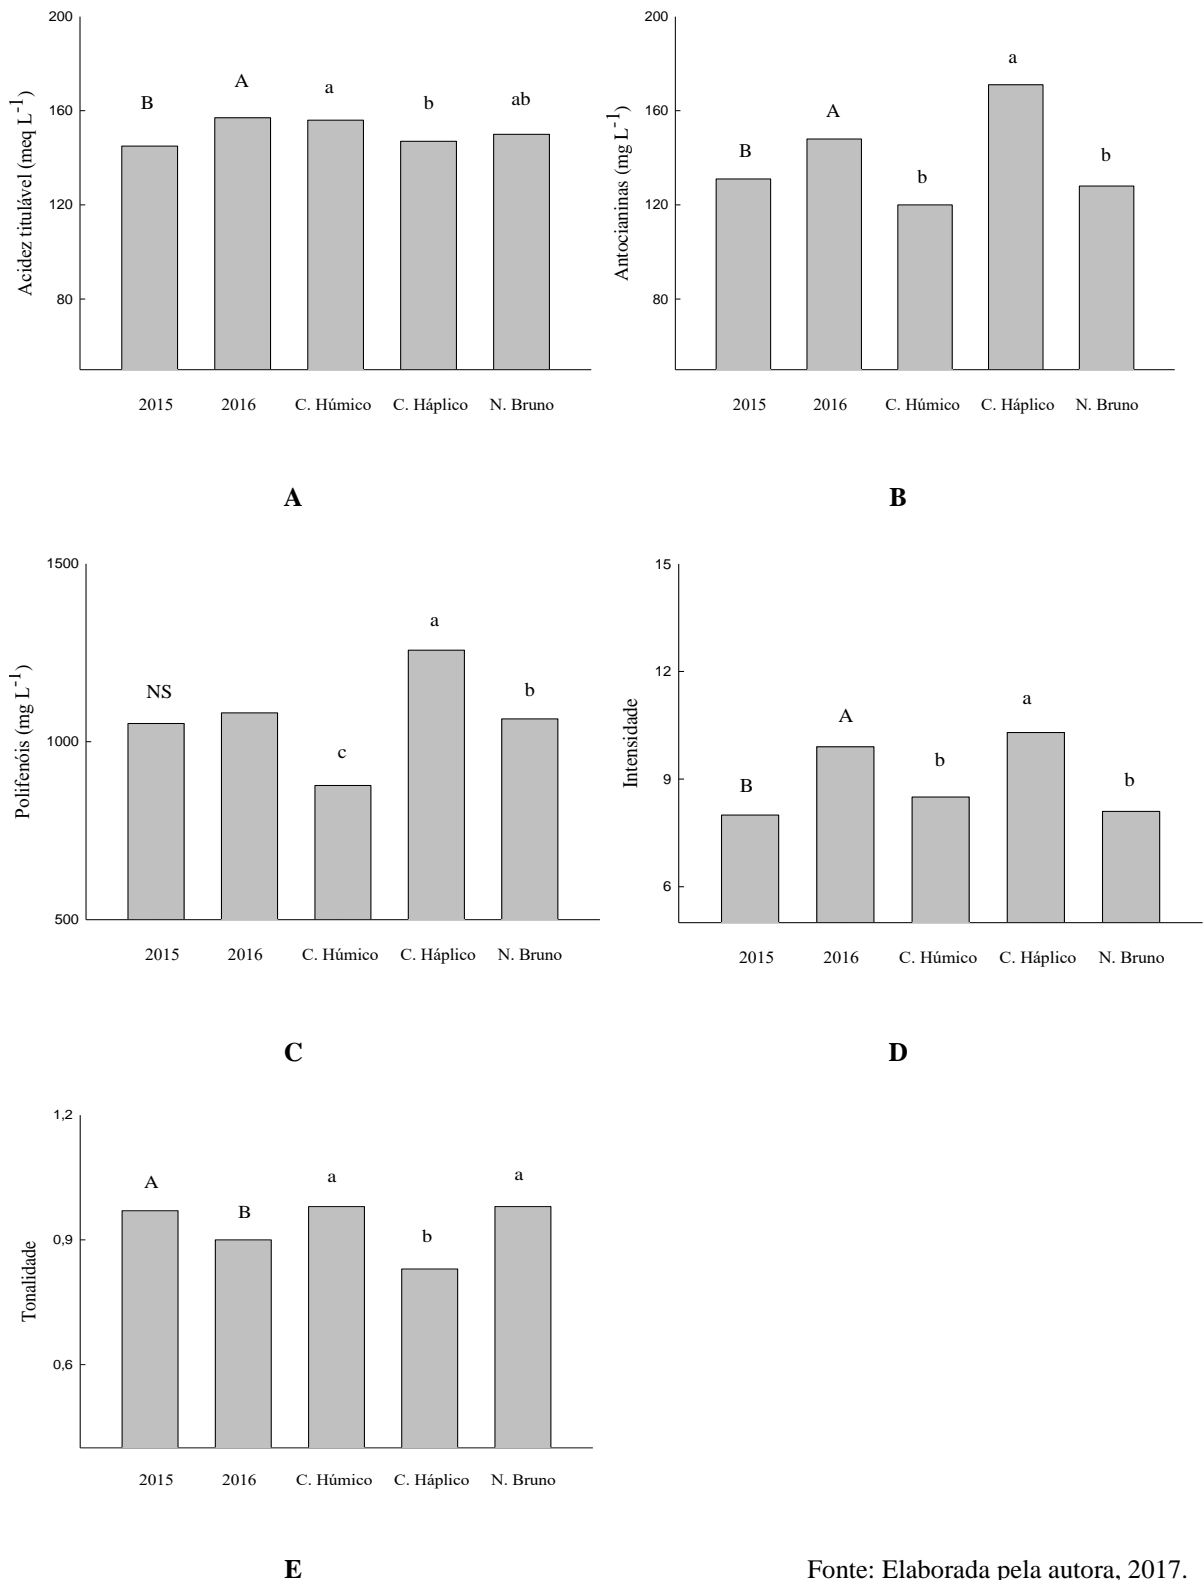 200
160
120
80
Acidez titulável (meq L-1)
B
A
a
b
ab
2015 2016 C. Húmico C. Háplico N. Bruno
A
200
160
120
80
Antocianinas (mg L-1)
B
A
b
a
b
2015 2016 C. Húmico C. Háplico N. Bruno
B
1500
1000
500
Polifenóis (mg L-1)
NS
c
a
b
2015 2016 C. Húmico C. Háplico N. Bruno
C
15
12
9
6
Intensidade
B
A
b
a
b
2015 2016 C. Húmico C. Háplico N. Bruno
D
1,2
0,9
0,6
Tonalidade
A
B
a
b
a
2015 2016 C. Húmico C. Háplico N. Bruno
E
Fonte: Elaborada pela autora, 2017.